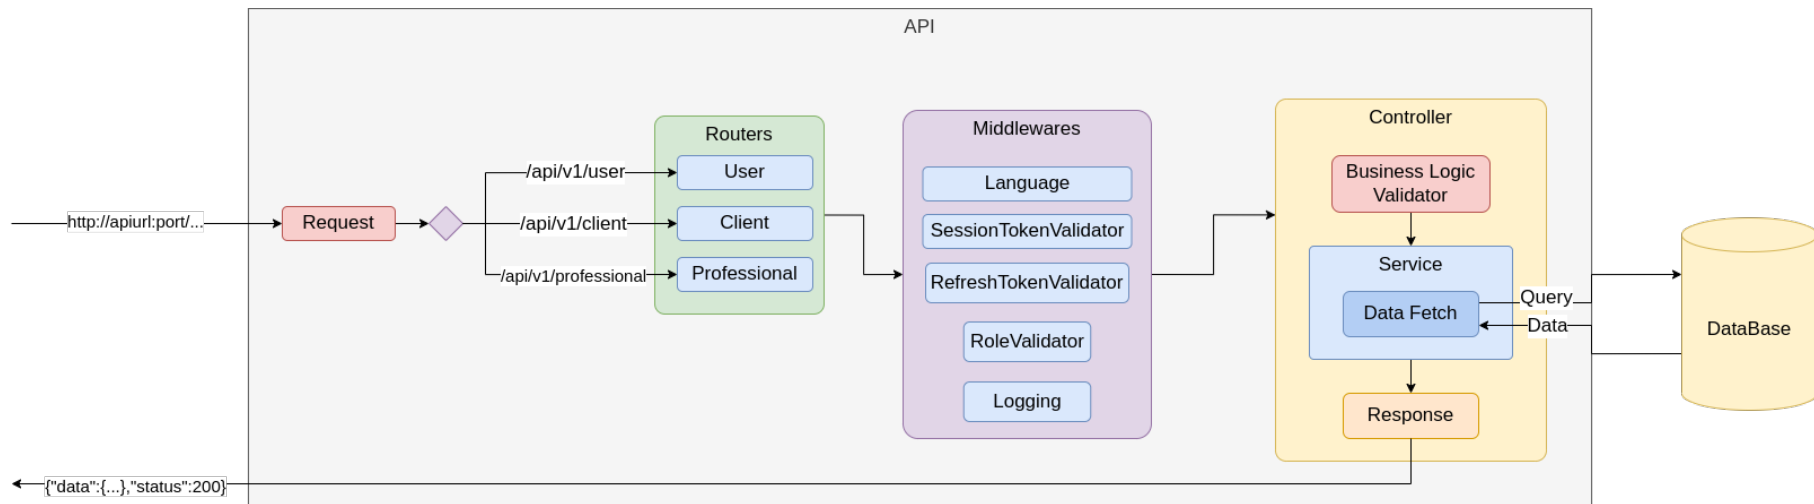 API
http://apiurl:port/...
Request
/api/v1/user
/api/v1/client
/api/v1/professional
Routers
User
Client
Professional
Middlewares
Language
SessionTokenValidator
RefreshTokenValidator
RoleValidator
Logging
Controller
Business Logic
Validator
Service
Data Fetch
Query
Data
Response
DataBase
{"data":{...},"status":200}